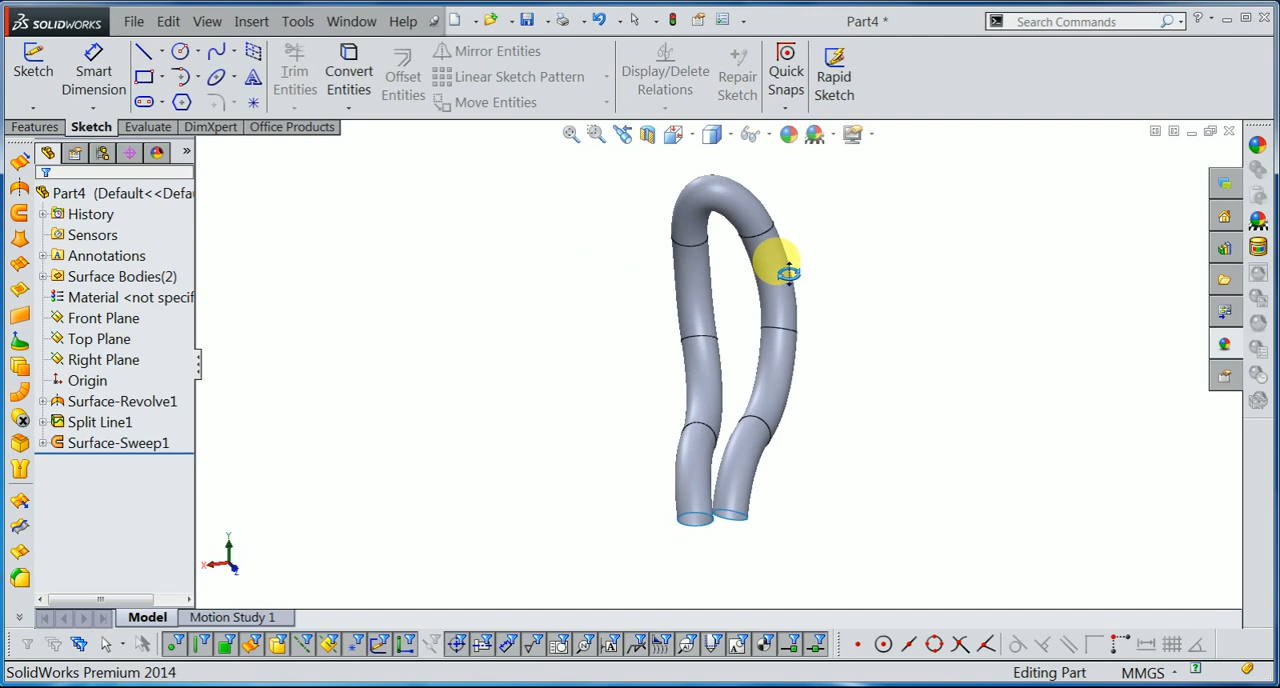 SOLIDWORKS File Edit View Insert Tools Window Help Part4 * Search Commands
Sketch Smart Dimension Trim Entities Convert Entities Offset Entities Mirror Entities Linear Sketch Pattern Move Entities Display/Delete Relations Repair Sketch Quick Snaps Rapid Sketch
Features Sketch Evaluate DimXpert Office Products
Part4 (Default<<Defau
History
Sensors
Annotations
Surface Bodies(2)
Material <not specif
Front Plane
Top Plane
Right Plane
Origin
Surface-Revolve1
Split Line1
Surface-Sweep1
Y
X
Z
Model Motion Study 1
SolidWorks Premium 2014 Editing Part MMGS